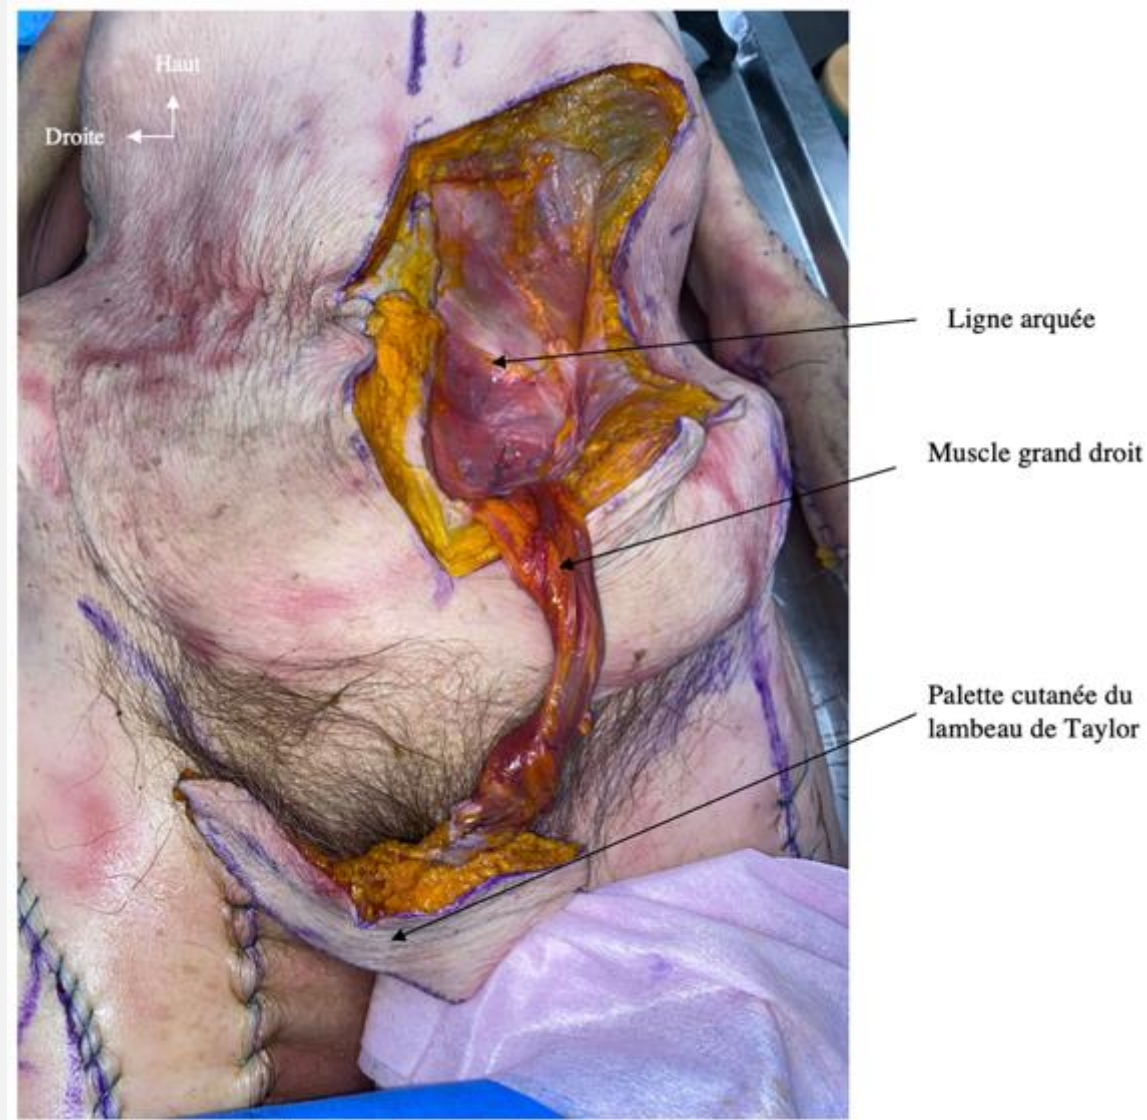 Haut
Droite
Ligne arquée
Muscle grand droit
Palette cutanée du
lambeau de Taylor